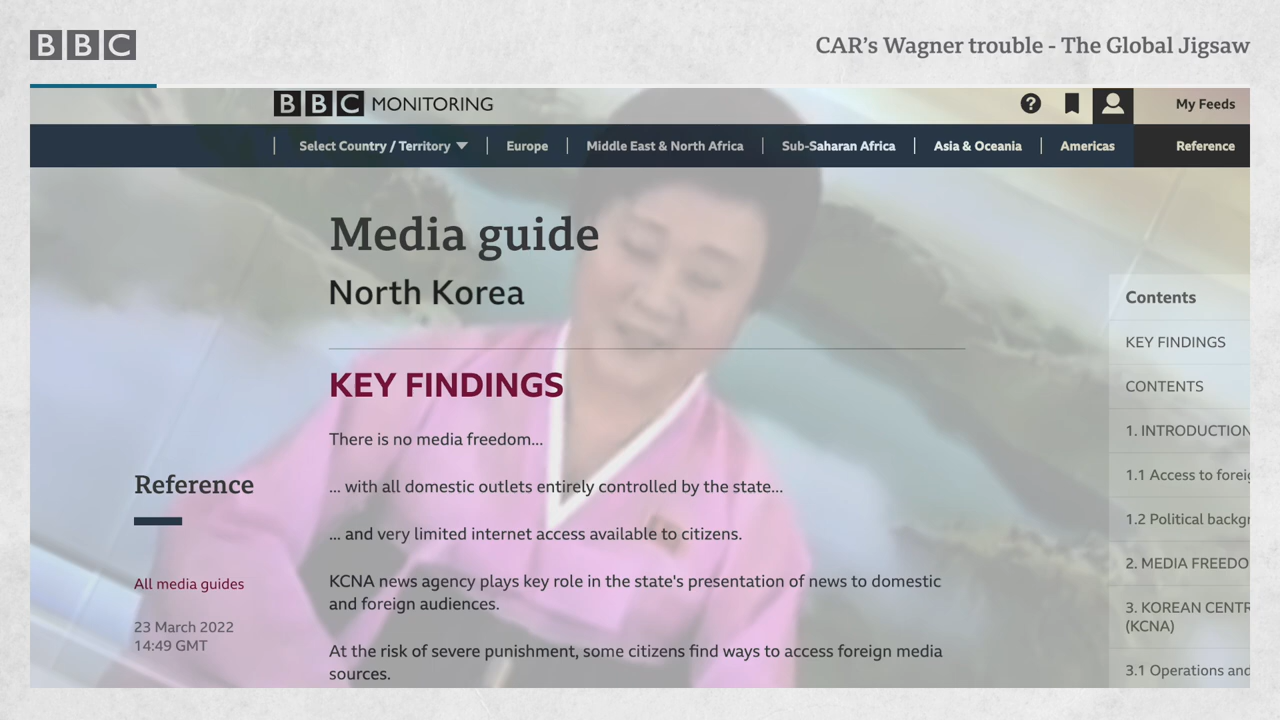 BBC
CAR's Wagner trouble - The Global Jigsaw
BBC MONITORING
My Feeds
Select Country / Territory
Europe
Middle East & North Africa
Sub-Saharan Africa
Asia & Oceania
Americas
Reference
Media guide
North Korea
KEY FINDINGS
There is no media freedom...
... with all domestic outlets entirely controlled by the state...
... and very limited internet access available to citizens.
KCNA news agency plays key role in the state's presentation of news to domestic
and foreign audiences.
At the risk of severe punishment, some citizens find ways to access foreign media
sources.
Reference
All media guides
23 March 2022
14:49 GMT
Contents
KEY FINDINGS
CONTENTS
1. INTRODUCTION
1.1 Access to foreig
1.2 Political backgr
2. MEDIA FREEDO
3. KOREAN CENTR
(KCNA)
3.1 Operations and